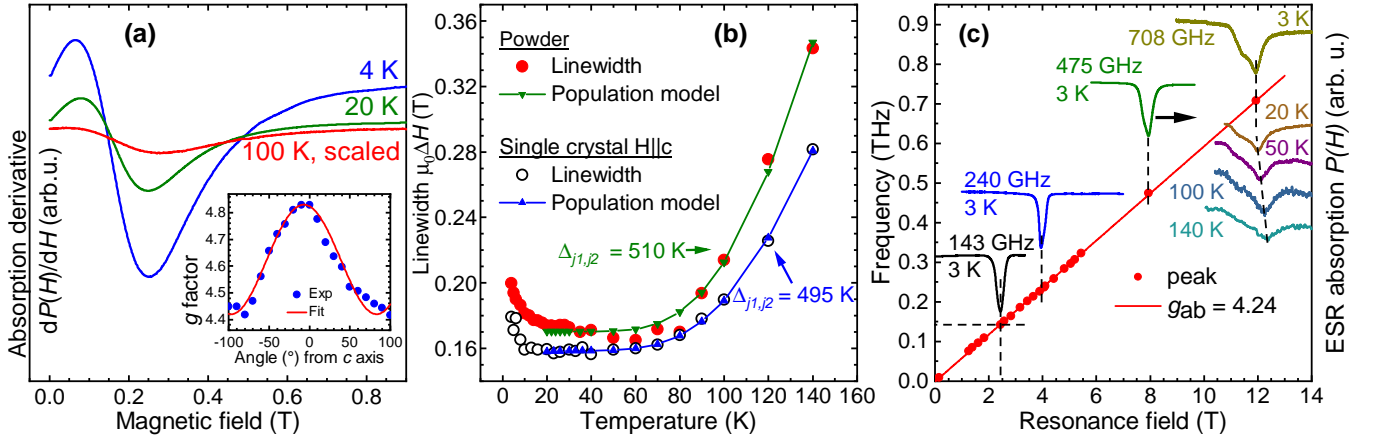 (a)
4 K
20 K
100 K, scaled
Absorption derivative
dP(H)/dH (arb.u.)
4.8
4.7
4.6
4.5
4.4
g factor
Exp
Fit
-100 -50 0 50 100
Angle (°) from c axis
0.0 0.2 0.4 0.6 0.8
Magnetic field (T)
(b)
0.36
0.32
0.28
0.24
0.20
0.16
Linewidth μ0ΔH (T)
Powder
Linewidth
Population model
Single crystal H||c
Linewidth
Population model
Δj1,j2 = 510 K
Δj1,j2 = 495 K
0 20 40 60 80 100 120 140 160
Temperature (K)
(c)
0.9
0.8
0.7
0.6
0.5
0.4
0.3
0.2
0.1
0.0
Frequency (THz)
3 K
708 GHz
475 GHz
3 K
20 K
50 K
100 K
140 K
240 GHz
3 K
143 GHz
3 K
peak
gab = 4.24
0 2 4 6 8 10 12 14
Resonance field (T)
ESR absorption P(H) (arb. u.)